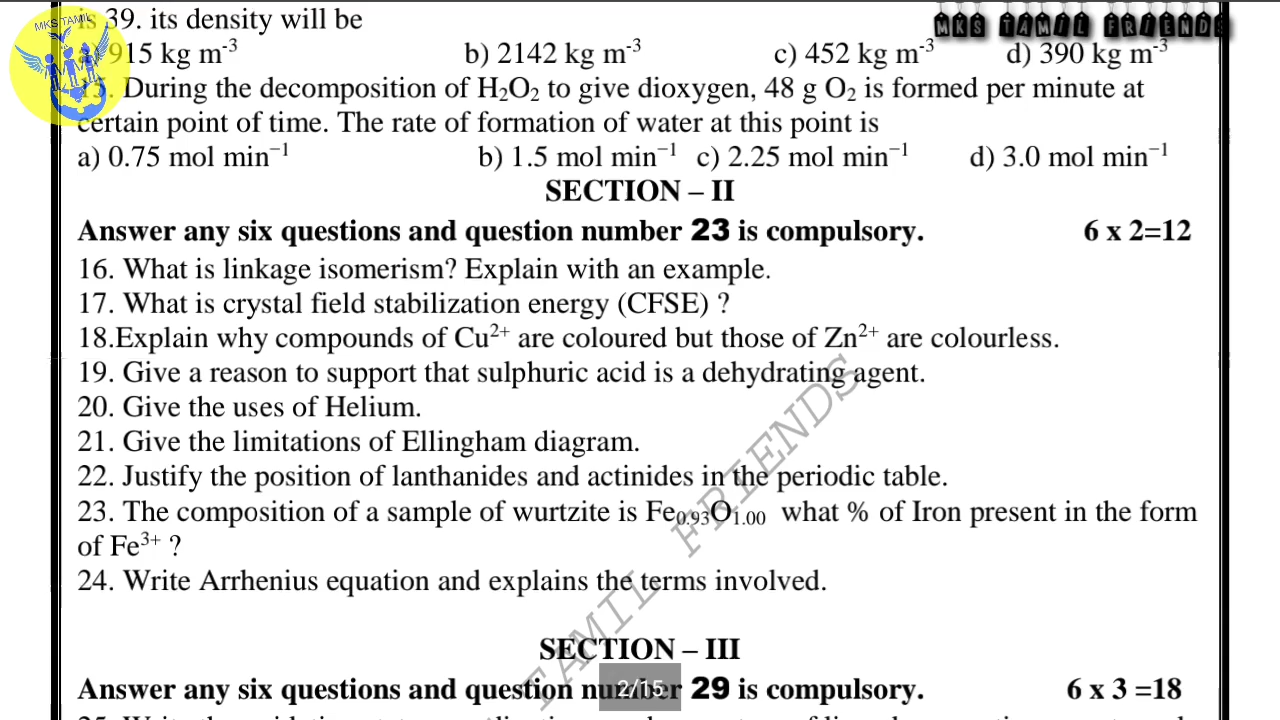 MKS TAMIL
MKS TAMIL FRIENDS
is 39. its density will be
a) 915 kg m⁻³ b) 2142 kg m⁻³ c) 452 kg m⁻³ d) 390 kg m⁻³
15. During the decomposition of H₂O₂ to give dioxygen, 48 g O₂ is formed per minute at
certain point of time. The rate of formation of water at this point is
a) 0.75 mol min⁻¹ b) 1.5 mol min⁻¹ c) 2.25 mol min⁻¹ d) 3.0 mol min⁻¹
SECTION – II
Answer any six questions and question number 23 is compulsory. 6 x 2=12
16. What is linkage isomerism? Explain with an example.
17. What is crystal field stabilization energy (CFSE) ?
18.Explain why compounds of Cu²⁺ are coloured but those of Zn²⁺ are colourless.
19. Give a reason to support that sulphuric acid is a dehydrating agent.
20. Give the uses of Helium.
21. Give the limitations of Ellingham diagram.
22. Justify the position of lanthanides and actinides in the periodic table.
23. The composition of a sample of wurtzite is Fe₀.₉₃O₁.₀₀ what % of Iron present in the form
of Fe³⁺ ?
24. Write Arrhenius equation and explains the terms involved.
TAMIL FRIENDS
SECTION – III
Answer any six questions and question number 29 is compulsory. 6 x 3 =18
2/15